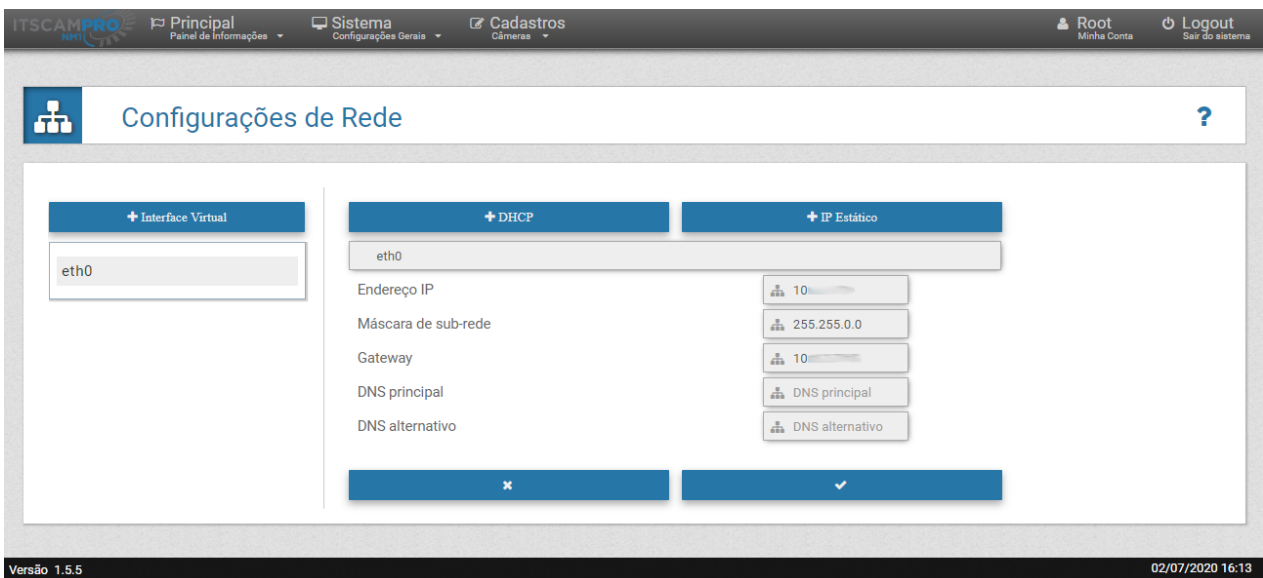 ITSCAMPRO
NM1
Principal
Painel de Informações
Sistema
Configurações Gerais
Cadastros
Câmeras
Root
Minha Conta
Logout
Sair do sistema
Configurações de Rede
?
Interface Virtual
eth0
DHCP
IP Estático
eth0
Endereço IP
10
Máscara de sub-rede
255.255.0.0
Gateway
10
DNS principal
DNS principal
DNS alternativo
DNS alternativo
Versão 1.5.5
02/07/2020 16:13